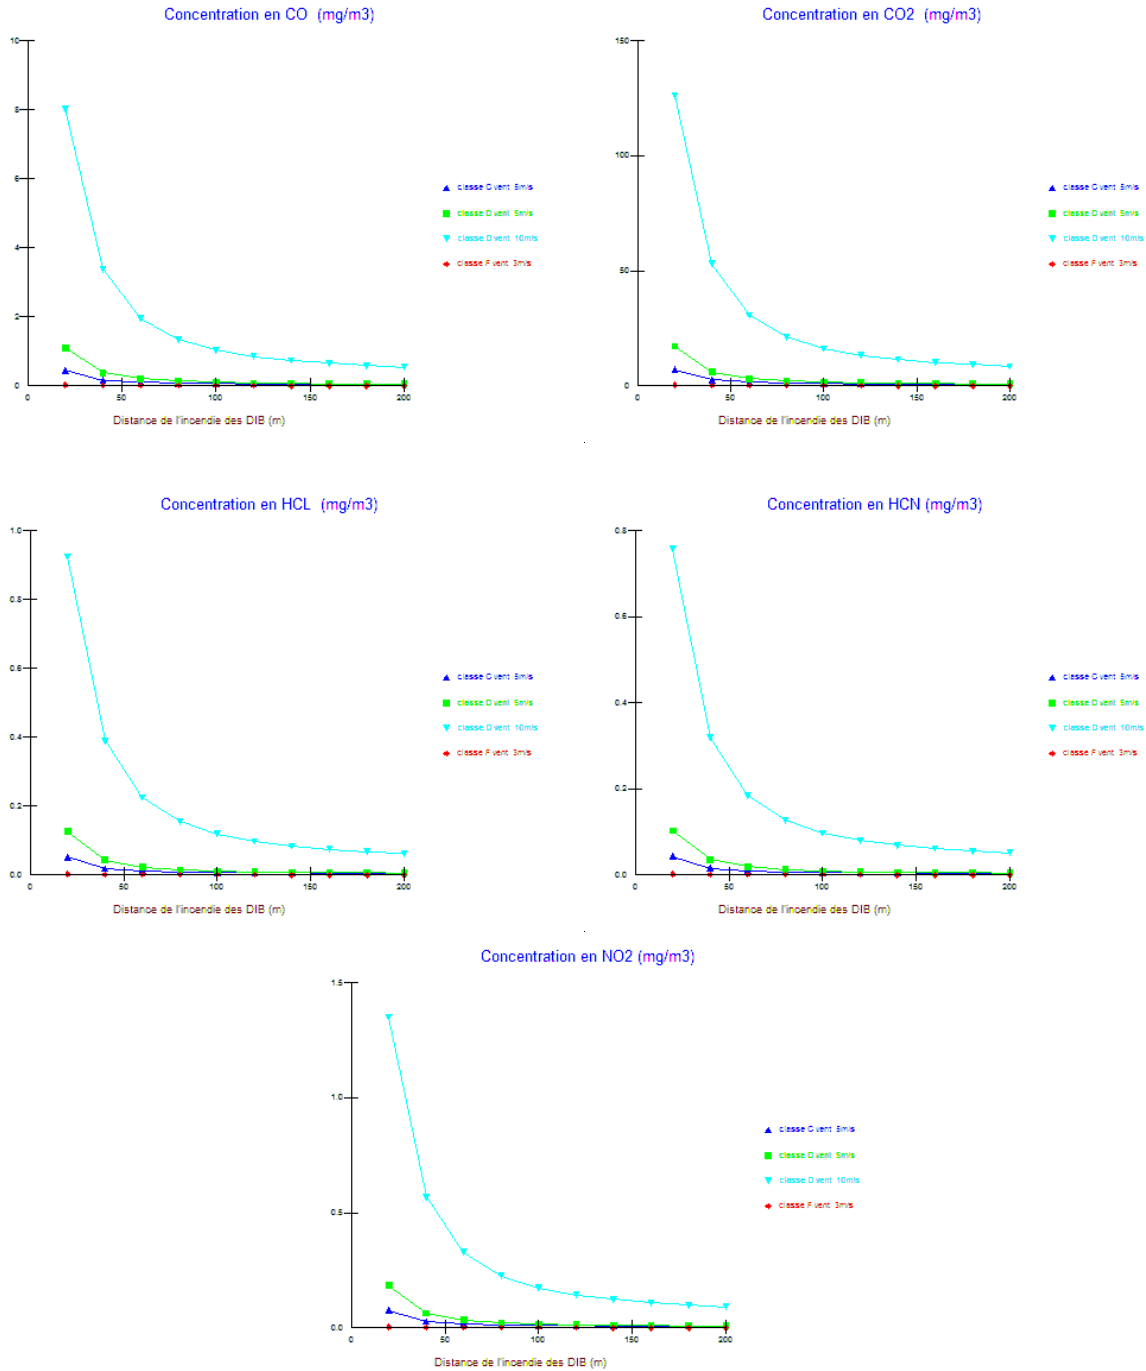 Concentration en CO (mg/m3)
10
8
6
4
2
0
0
50
100
150
200
classe C vent 5m/s
classe D vent 5m/s
classe D vent 10m/s
classe F vent 3m/s
Distance de l'incendie des DIB (m)
Concentration en CO2 (mg/m3)
150
100
50
0
0
50
100
150
200
classe C vent 5m/s
classe D vent 5m/s
classe D vent 10m/s
classe F vent 3m/s
Distance de l'incendie des DIB (m)
Concentration en HCL (mg/m3)
1.0
0.8
0.6
0.4
0.2
0.0
0
50
100
150
200
classe C vent 5m/s
classe D vent 5m/s
classe D vent 10m/s
classe F vent 3m/s
Distance de l'incendie des DIB (m)
Concentration en HCN (mg/m3)
0.8
0.6
0.4
0.2
0.0
0
50
100
150
200
classe C vent 5m/s
classe D vent 5m/s
classe D vent 10m/s
classe F vent 3m/s
Distance de l'incendie des DIB (m)
Concentration en NO2 (mg/m3)
1.5
1.0
0.5
0.0
0
50
100
150
200
classe C vent 5m/s
classe D vent 5m/s
classe D vent 10m/s
classe F vent 3m/s
Distance de l'incendie des DIB (m)